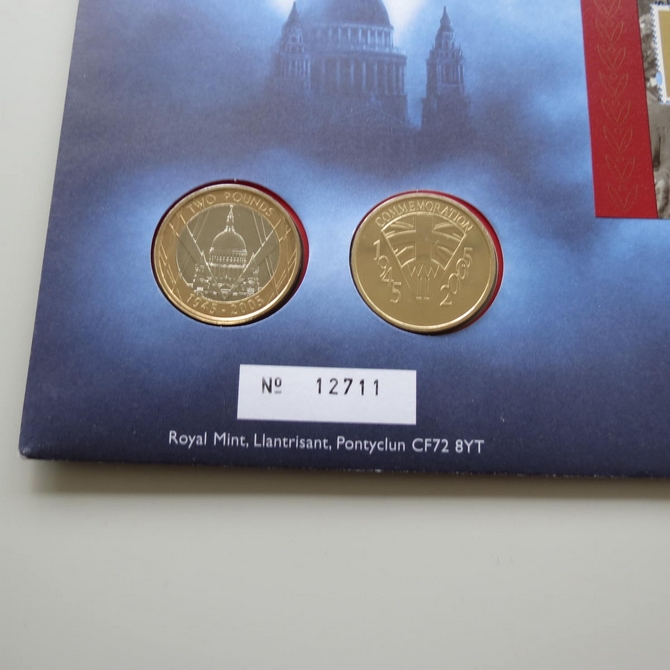 TWO POUNDS
1945 - 2005
COMMEMORATION
1945
2005
Nº 12711
Royal Mint, Llantrisant, Pontyclun CF72 8YT